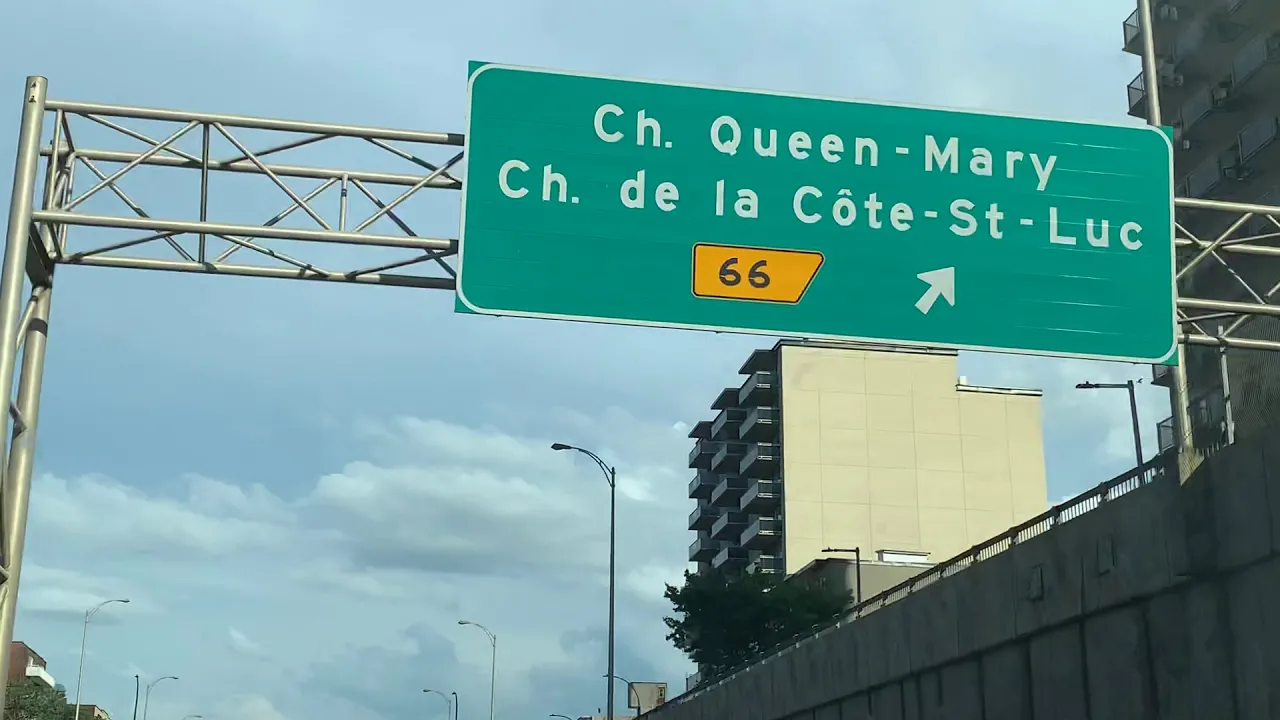 Ch. Queen-Mary
Ch. de la Côte-St-Luc
66